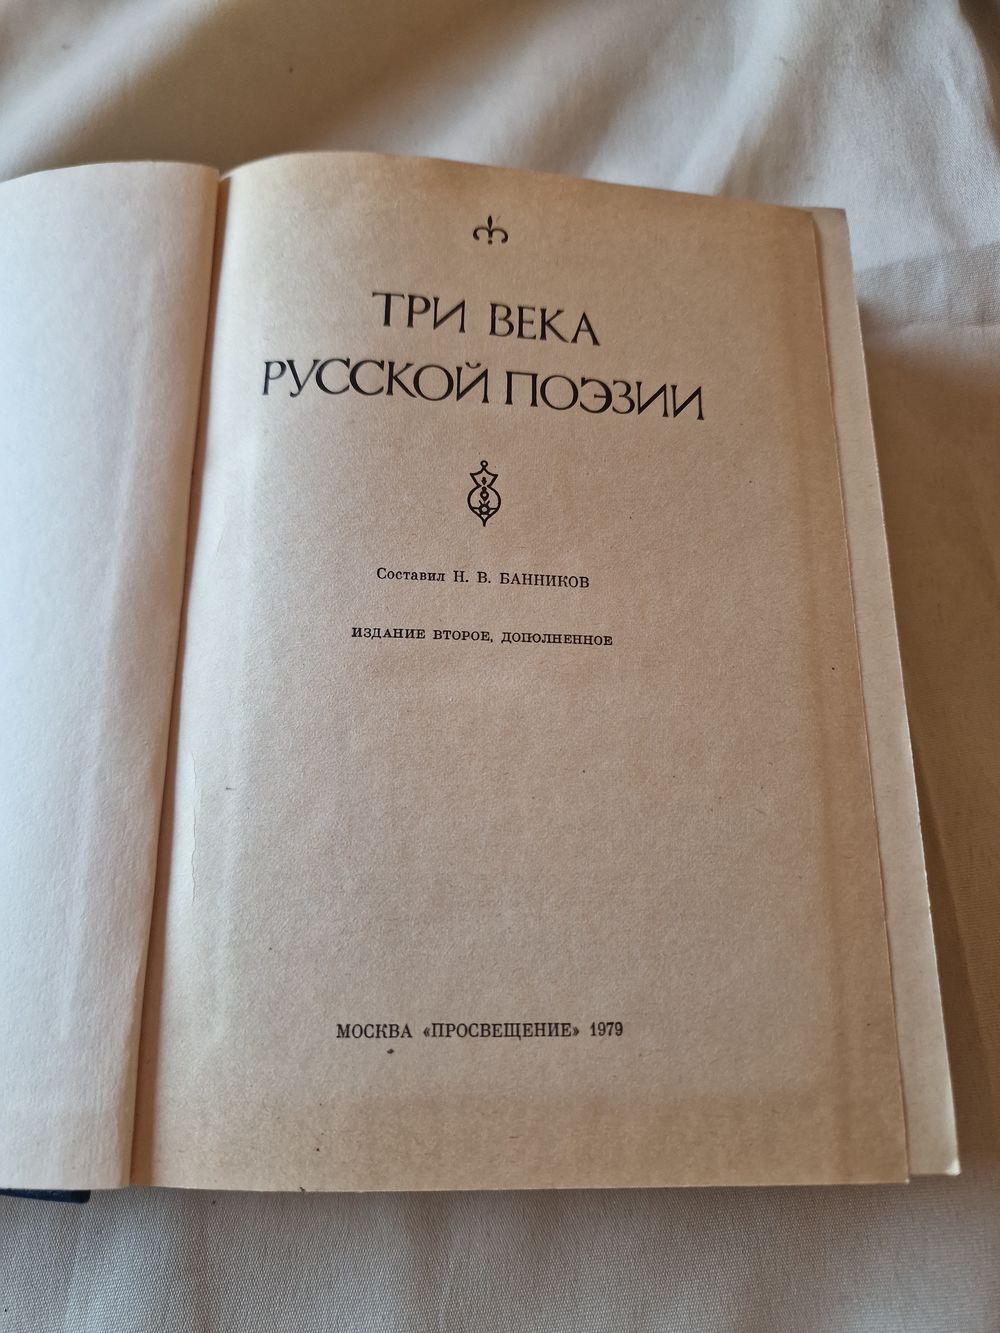 ТРИ ВЕКА
РУССКОЙ ПОЭЗИИ
Составил Н. В. БАННИКОВ
ИЗДАНИЕ ВТОРОЕ, ДОПОЛНЕННОЕ
МОСКВА «ПРОСВЕЩЕНИЕ» 1979